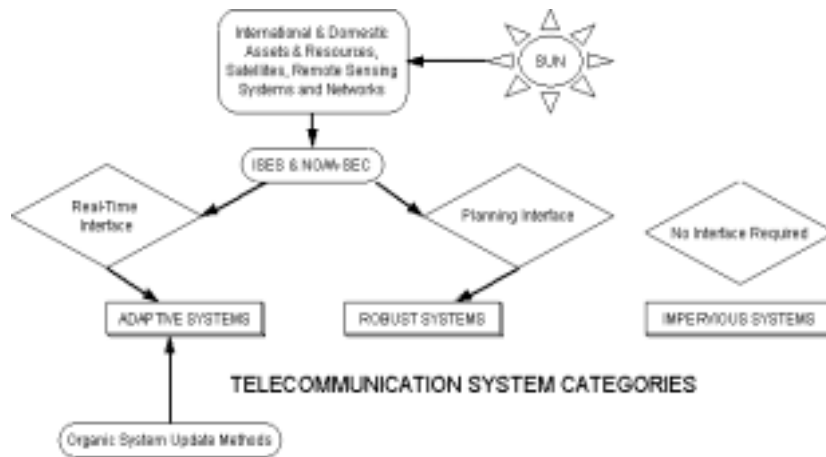 International & Domestic
Assets & Resources,
Satellites, Remote Sensing
Systems and Networks
SUN
ISES & NOAA-SEC
Real-Time
Interface
Planning Interface
No Interface Required
ADAPTIVE SYSTEMS
ROBUST SYSTEMS
IMPERVIOUS SYSTEMS
TELECOMMUNICATION SYSTEM CATEGORIES
Organic System Update Methods